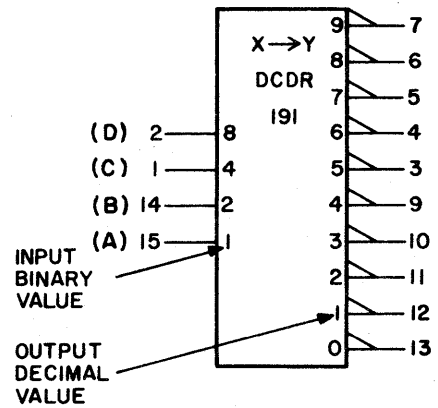 9 7
X→Y
8 6
DCDR
7 5
191
(D) 2 8 6 4
(C) 1 4 5 3
(B) 14 2 4 9
(A) 15 1 3 10
INPUT
BINARY
VALUE
2 11
1 12
OUTPUT
DECIMAL
VALUE
0 13